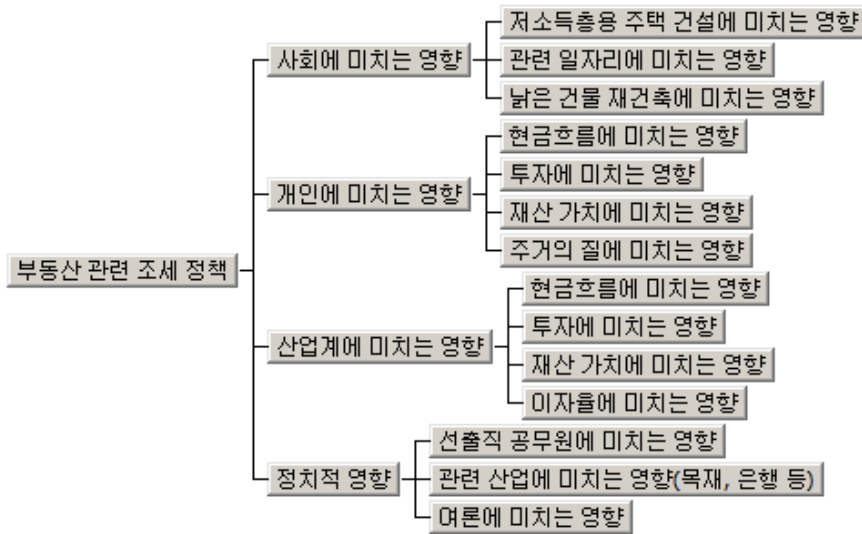 저소득층용 주택 건설에 미치는 영향
사회에 미치는 영향
관련 일자리에 미치는 영향
낡은 건물 재건축에 미치는 영향
현금흐름에 미치는 영향
투자에 미치는 영향
개인에 미치는 영향
재산 가치에 미치는 영향
주거의 질에 미치는 영향
부동산 관련 조세 정책
현금흐름에 미치는 영향
투자에 미치는 영향
산업계에 미치는 영향
재산 가치에 미치는 영향
이자율에 미치는 영향
선출직 공무원에 미치는 영향
정치적 영향
관련 산업에 미치는 영향(목재, 은행 등)
여론에 미치는 영향